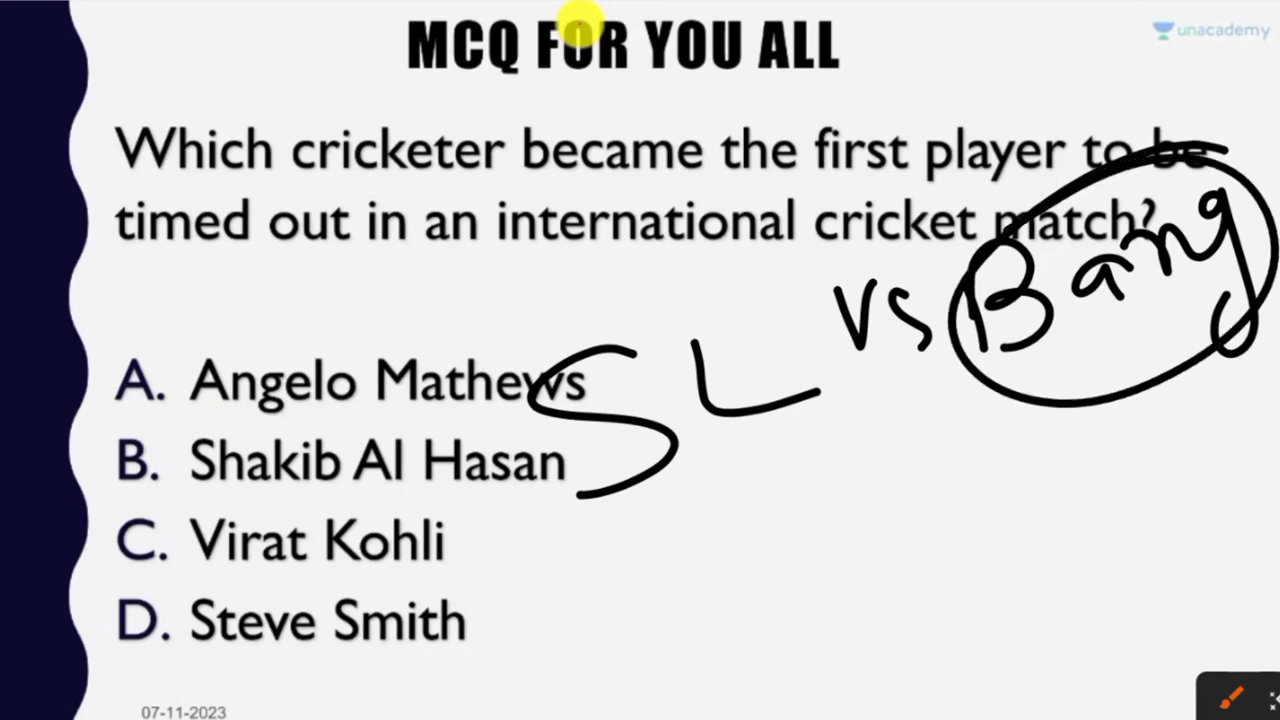 MCQ FOR YOU ALL
unacademy
Which cricketer became the first player to be
timed out in an international cricket match?
SL vs Bang
A. Angelo Mathews
B. Shakib Al Hasan
C. Virat Kohli
D. Steve Smith
07-11-2023